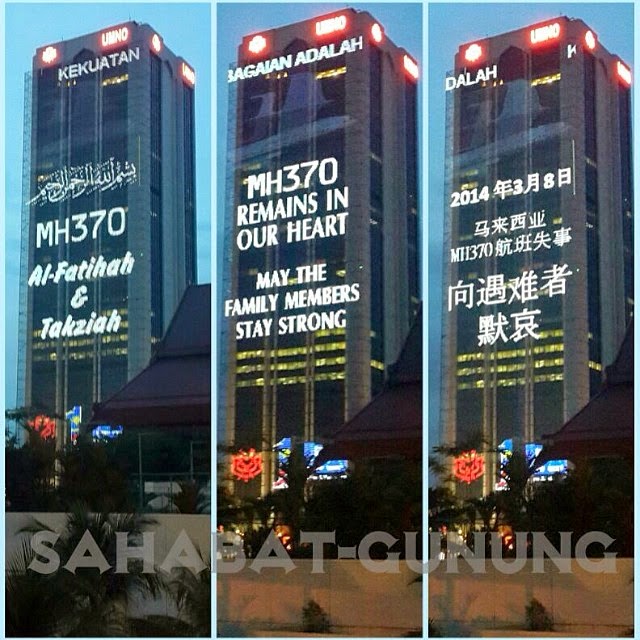 UMNO
KEKUATAN
بسم الله الرحمن الرحيم
MH370
Al-Fatihah
&
Takziah
UMNO
BAGAIAN ADALAH
MH370
REMAINS IN
OUR HEART
MAY THE
FAMILY MEMBERS
STAY STRONG
UMNO
DALAH K
2014 年3月8日
马来西亚
MH370 航班失事
向遇难者
默哀
SAHABAT-GUNUNG